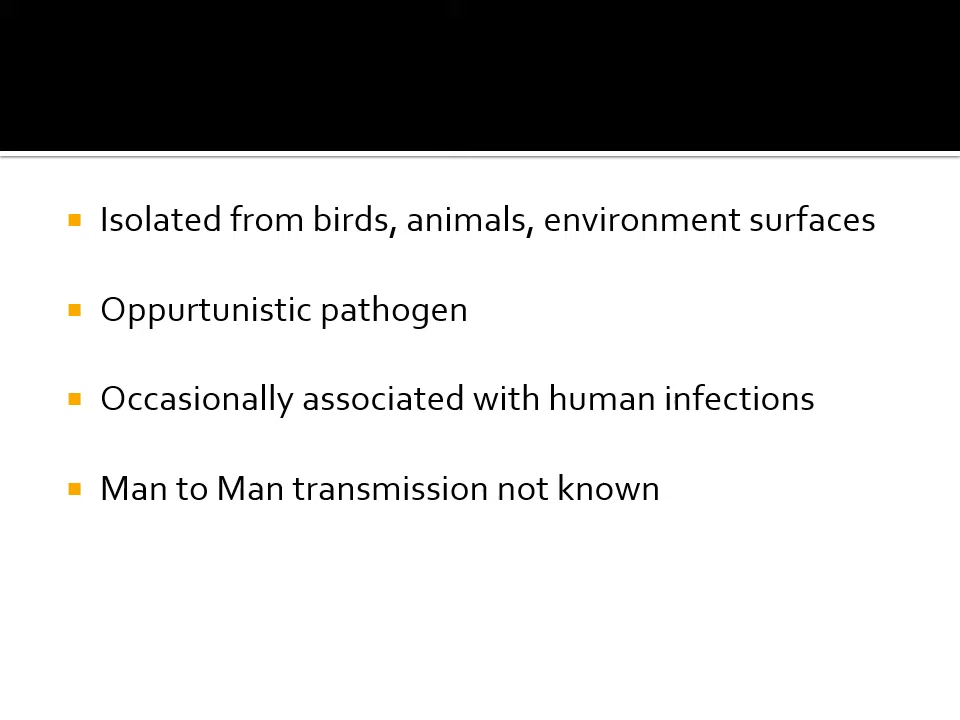 Isolated from birds, animals, environment surfaces
Oppurtunistic pathogen
Occasionally associated with human infections
Man to Man transmission not known